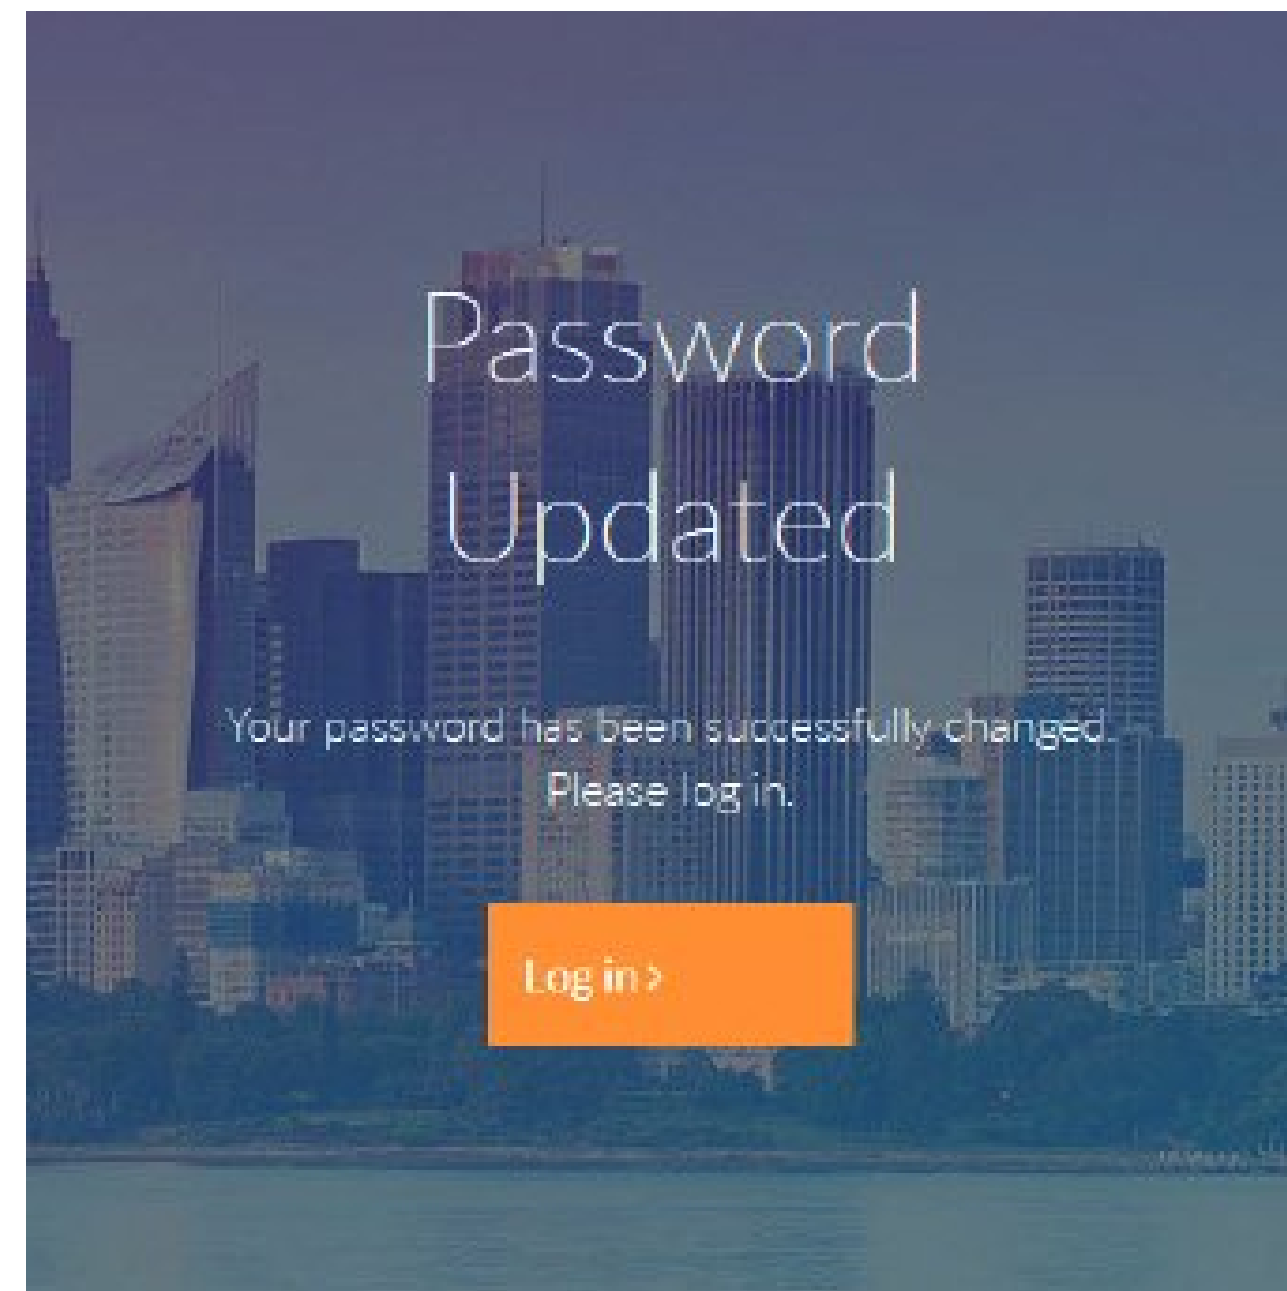 Password
Updated
Your password has been successfully changed.
Please log in.
Log in >